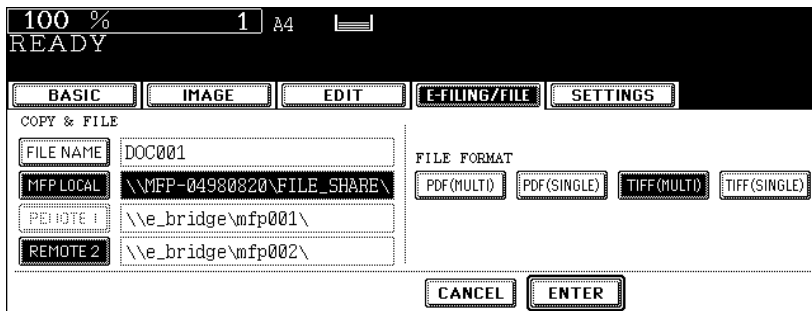 100 % 1 A4
READY
BASIC IMAGE EDIT E-FILING/FILE SETTINGS
COPY & FILE
FILE NAME DOC001
FILE FORMAT
MFP LOCAL \\MFP-04980820\FILE_SHARE\ PDF(MULTI) PDF(SINGLE) TIFF(MULTI) TIFF(SINGLE)
REMOTE 1 \\e_bridge\mfp001\
REMOTE 2 \\e_bridge\mfp002\
CANCEL ENTER